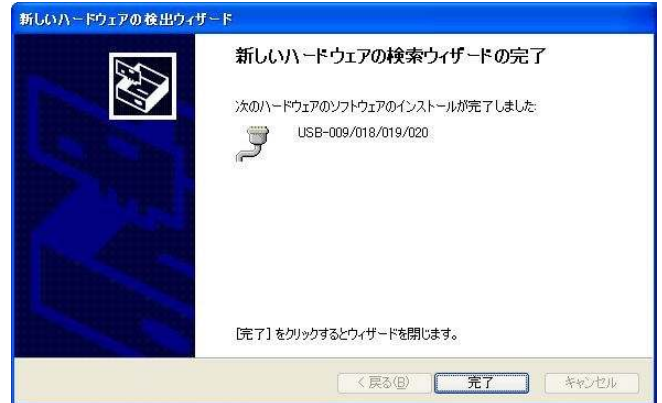 新しいハードウェアの検出ウィザード
新しいハードウェアの検索ウィザードの完了
次のハードウェアのソフトウェアのインストールが完了しました:
USB-009/018/019/020
[完了] をクリックするとウィザードを閉じます。
< 戻る(B) 完了 キャンセル